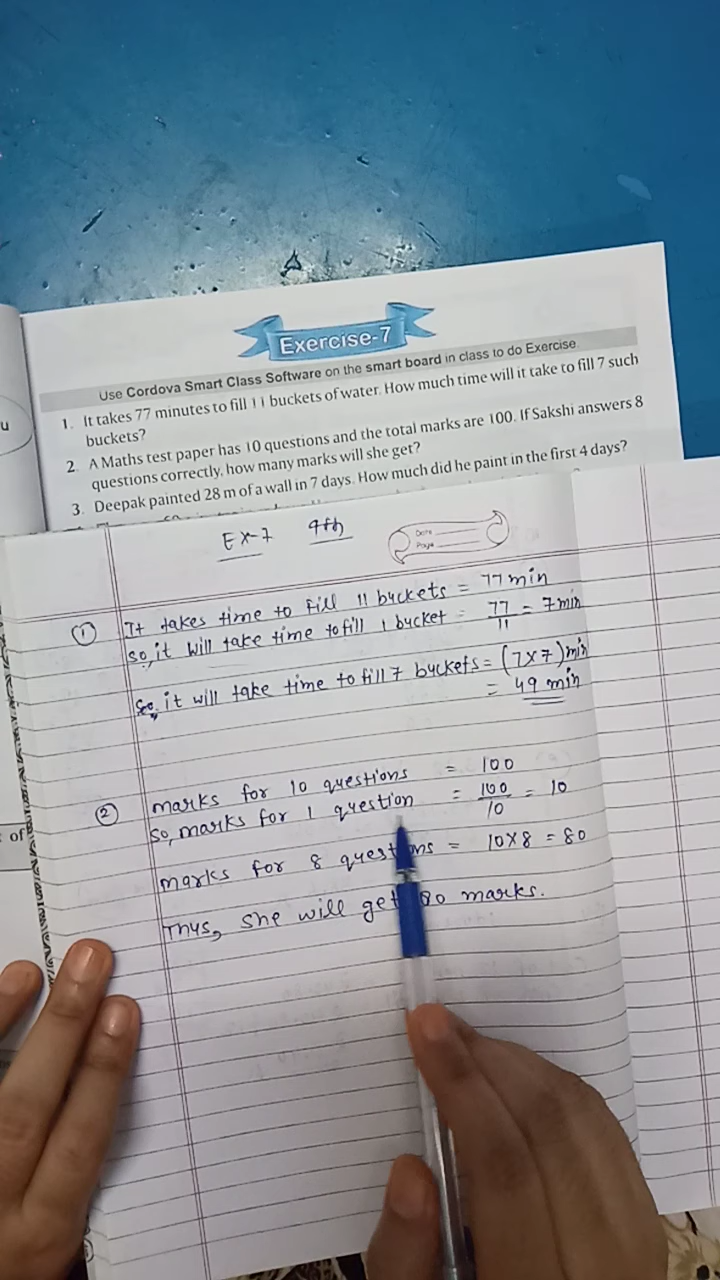 u
Exercise-7
Use Cordova Smart Class Software on the smart board in class to do Exercise.
1. It takes 77 minutes to fill 11 buckets of water. How much time will it take to fill 7 such
buckets?
2. A Maths test paper has 10 questions and the total marks are 100. If Sakshi answers 8
questions correctly, how many marks will she get?
3. Deepak painted 28 m of a wall in 7 days. How much did he paint in the first 4 days?
Ex-7
Date
Page
① It takes time to fill 11 buckets = 77 min
so, it will take time to fill 1 bucket = 77/11 = 7 min
So, it will take time to fill 7 buckets = (7×7) min
= 49 min
② marks for 10 questions = 100
so, marks for 1 question = 100/10 = 10
marks for 8 = 10×8 = 80
Thus, she will get 80 marks.
of